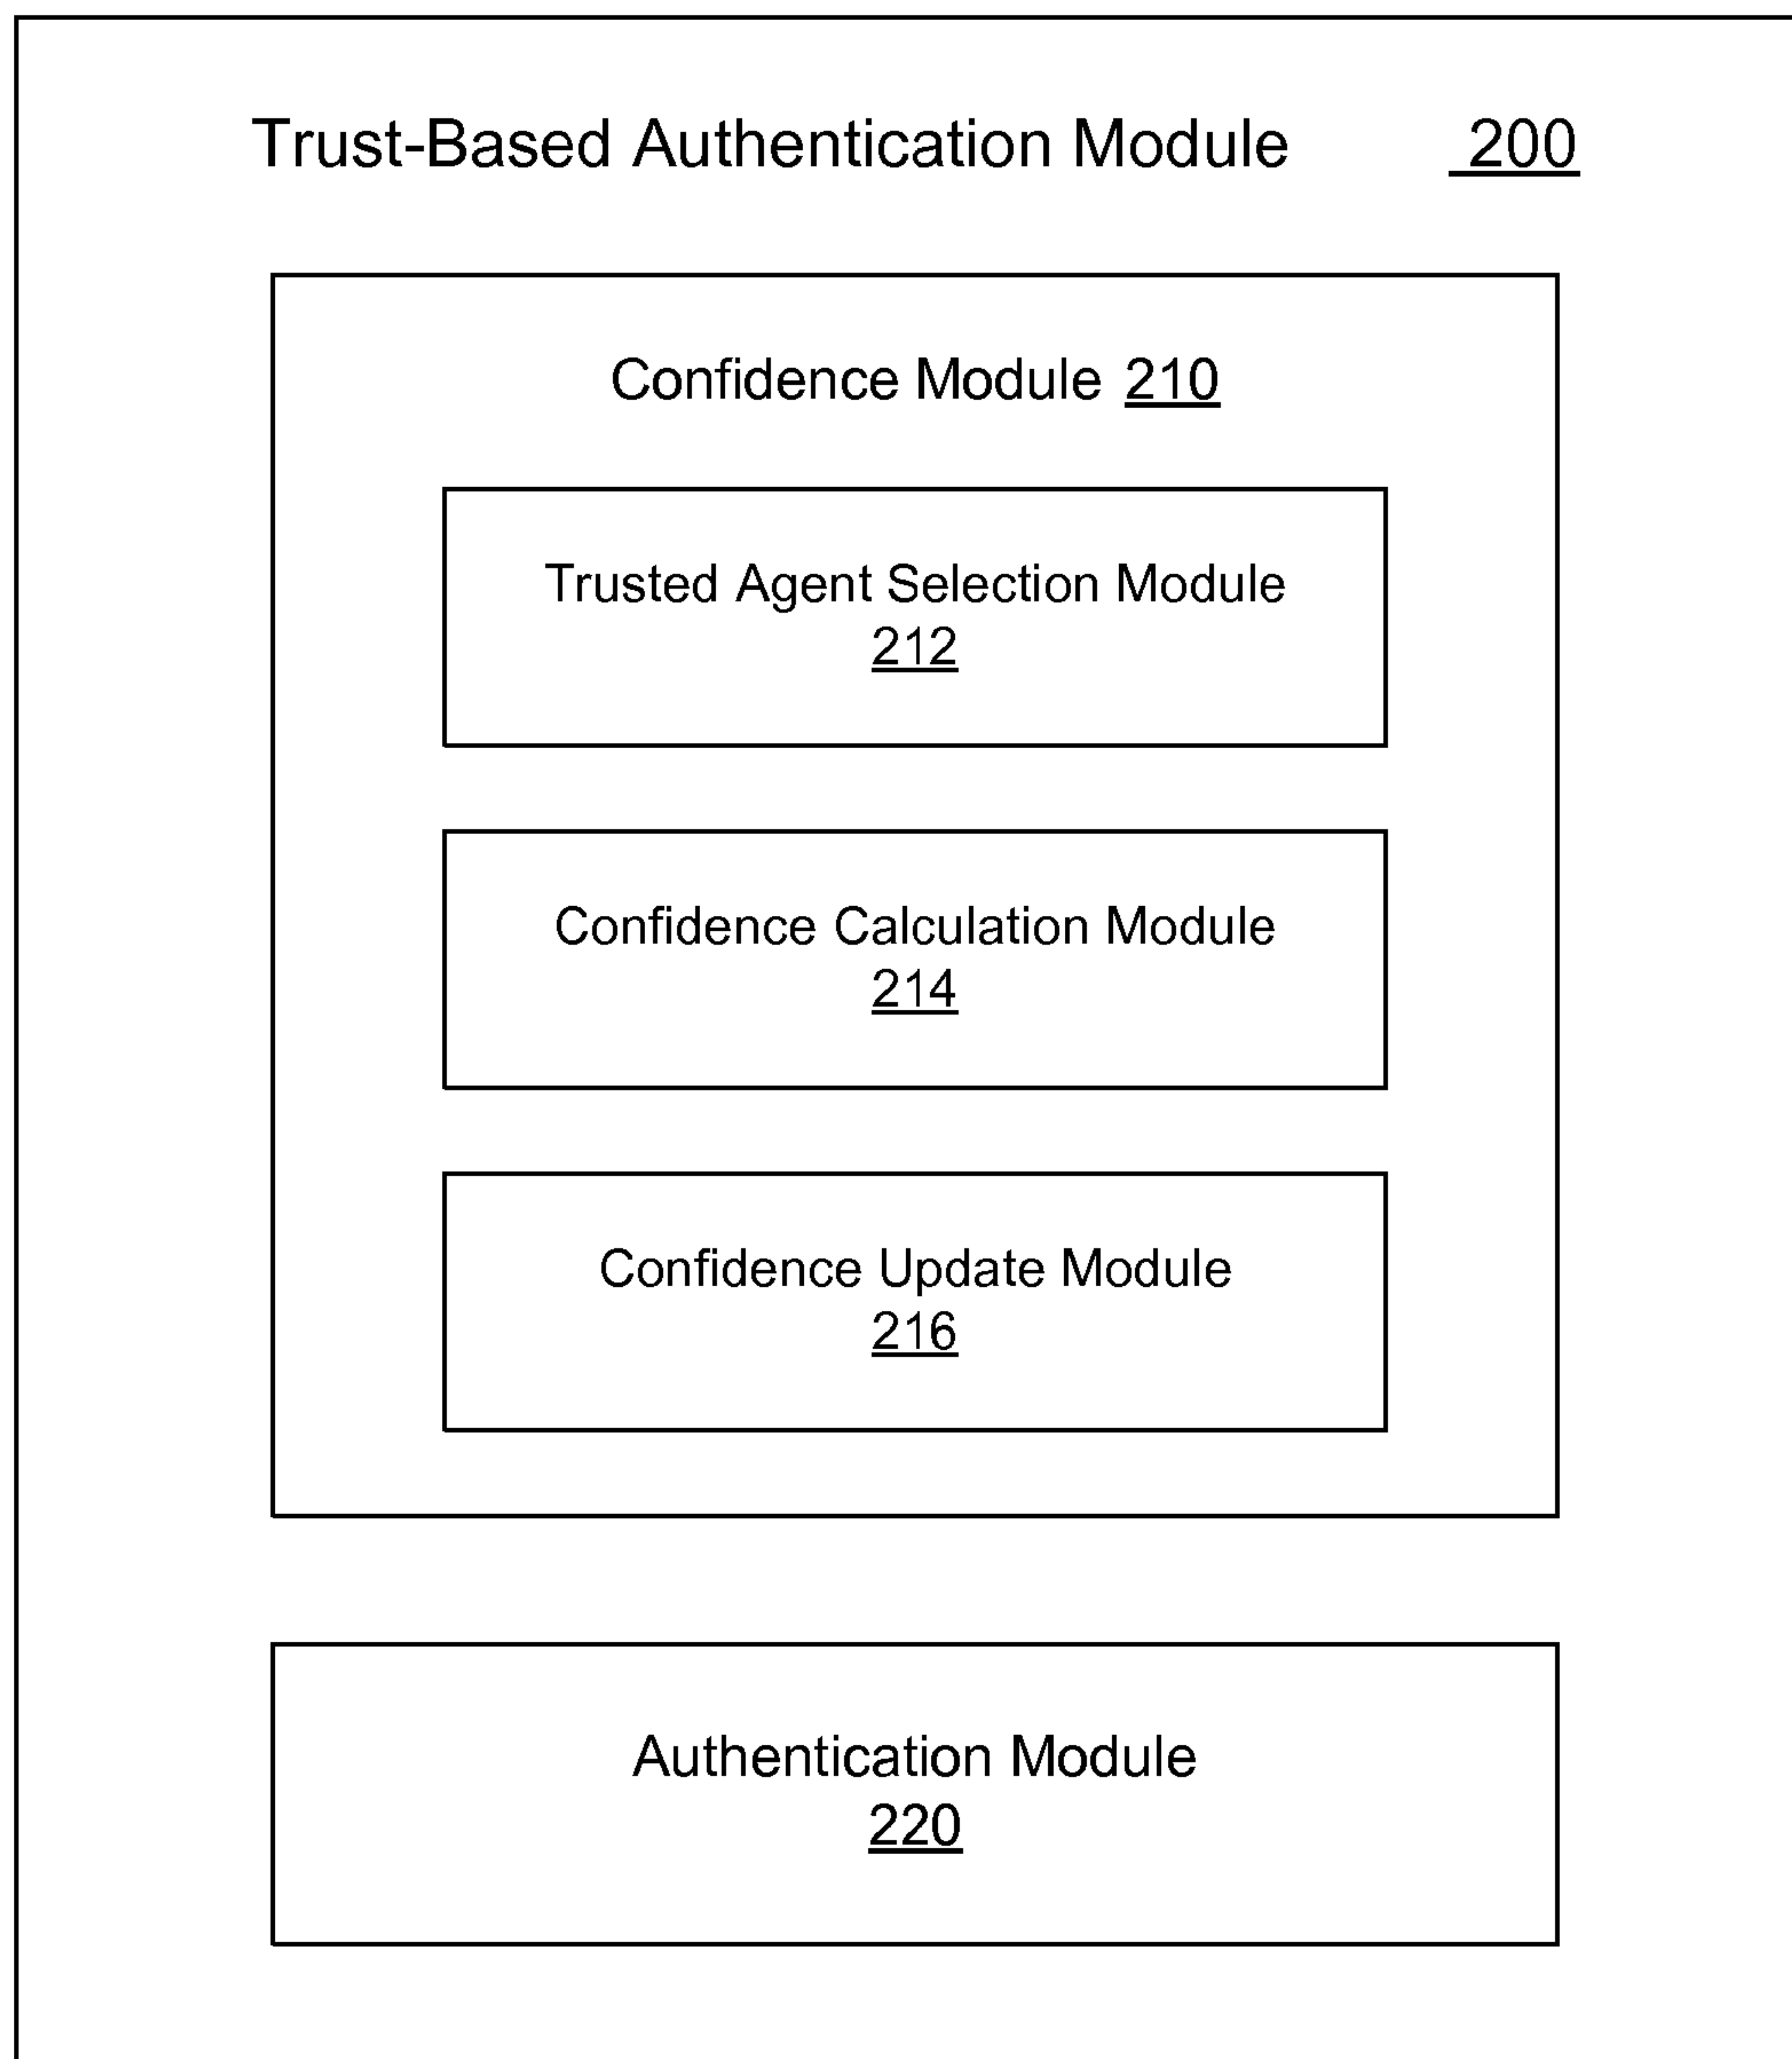 Trust-Based Authentication Module 200
Confidence Module 210
Trusted Agent Selection Module
212
Confidence Calculation Module
214
Confidence Update Module
216
Authentication Module
220